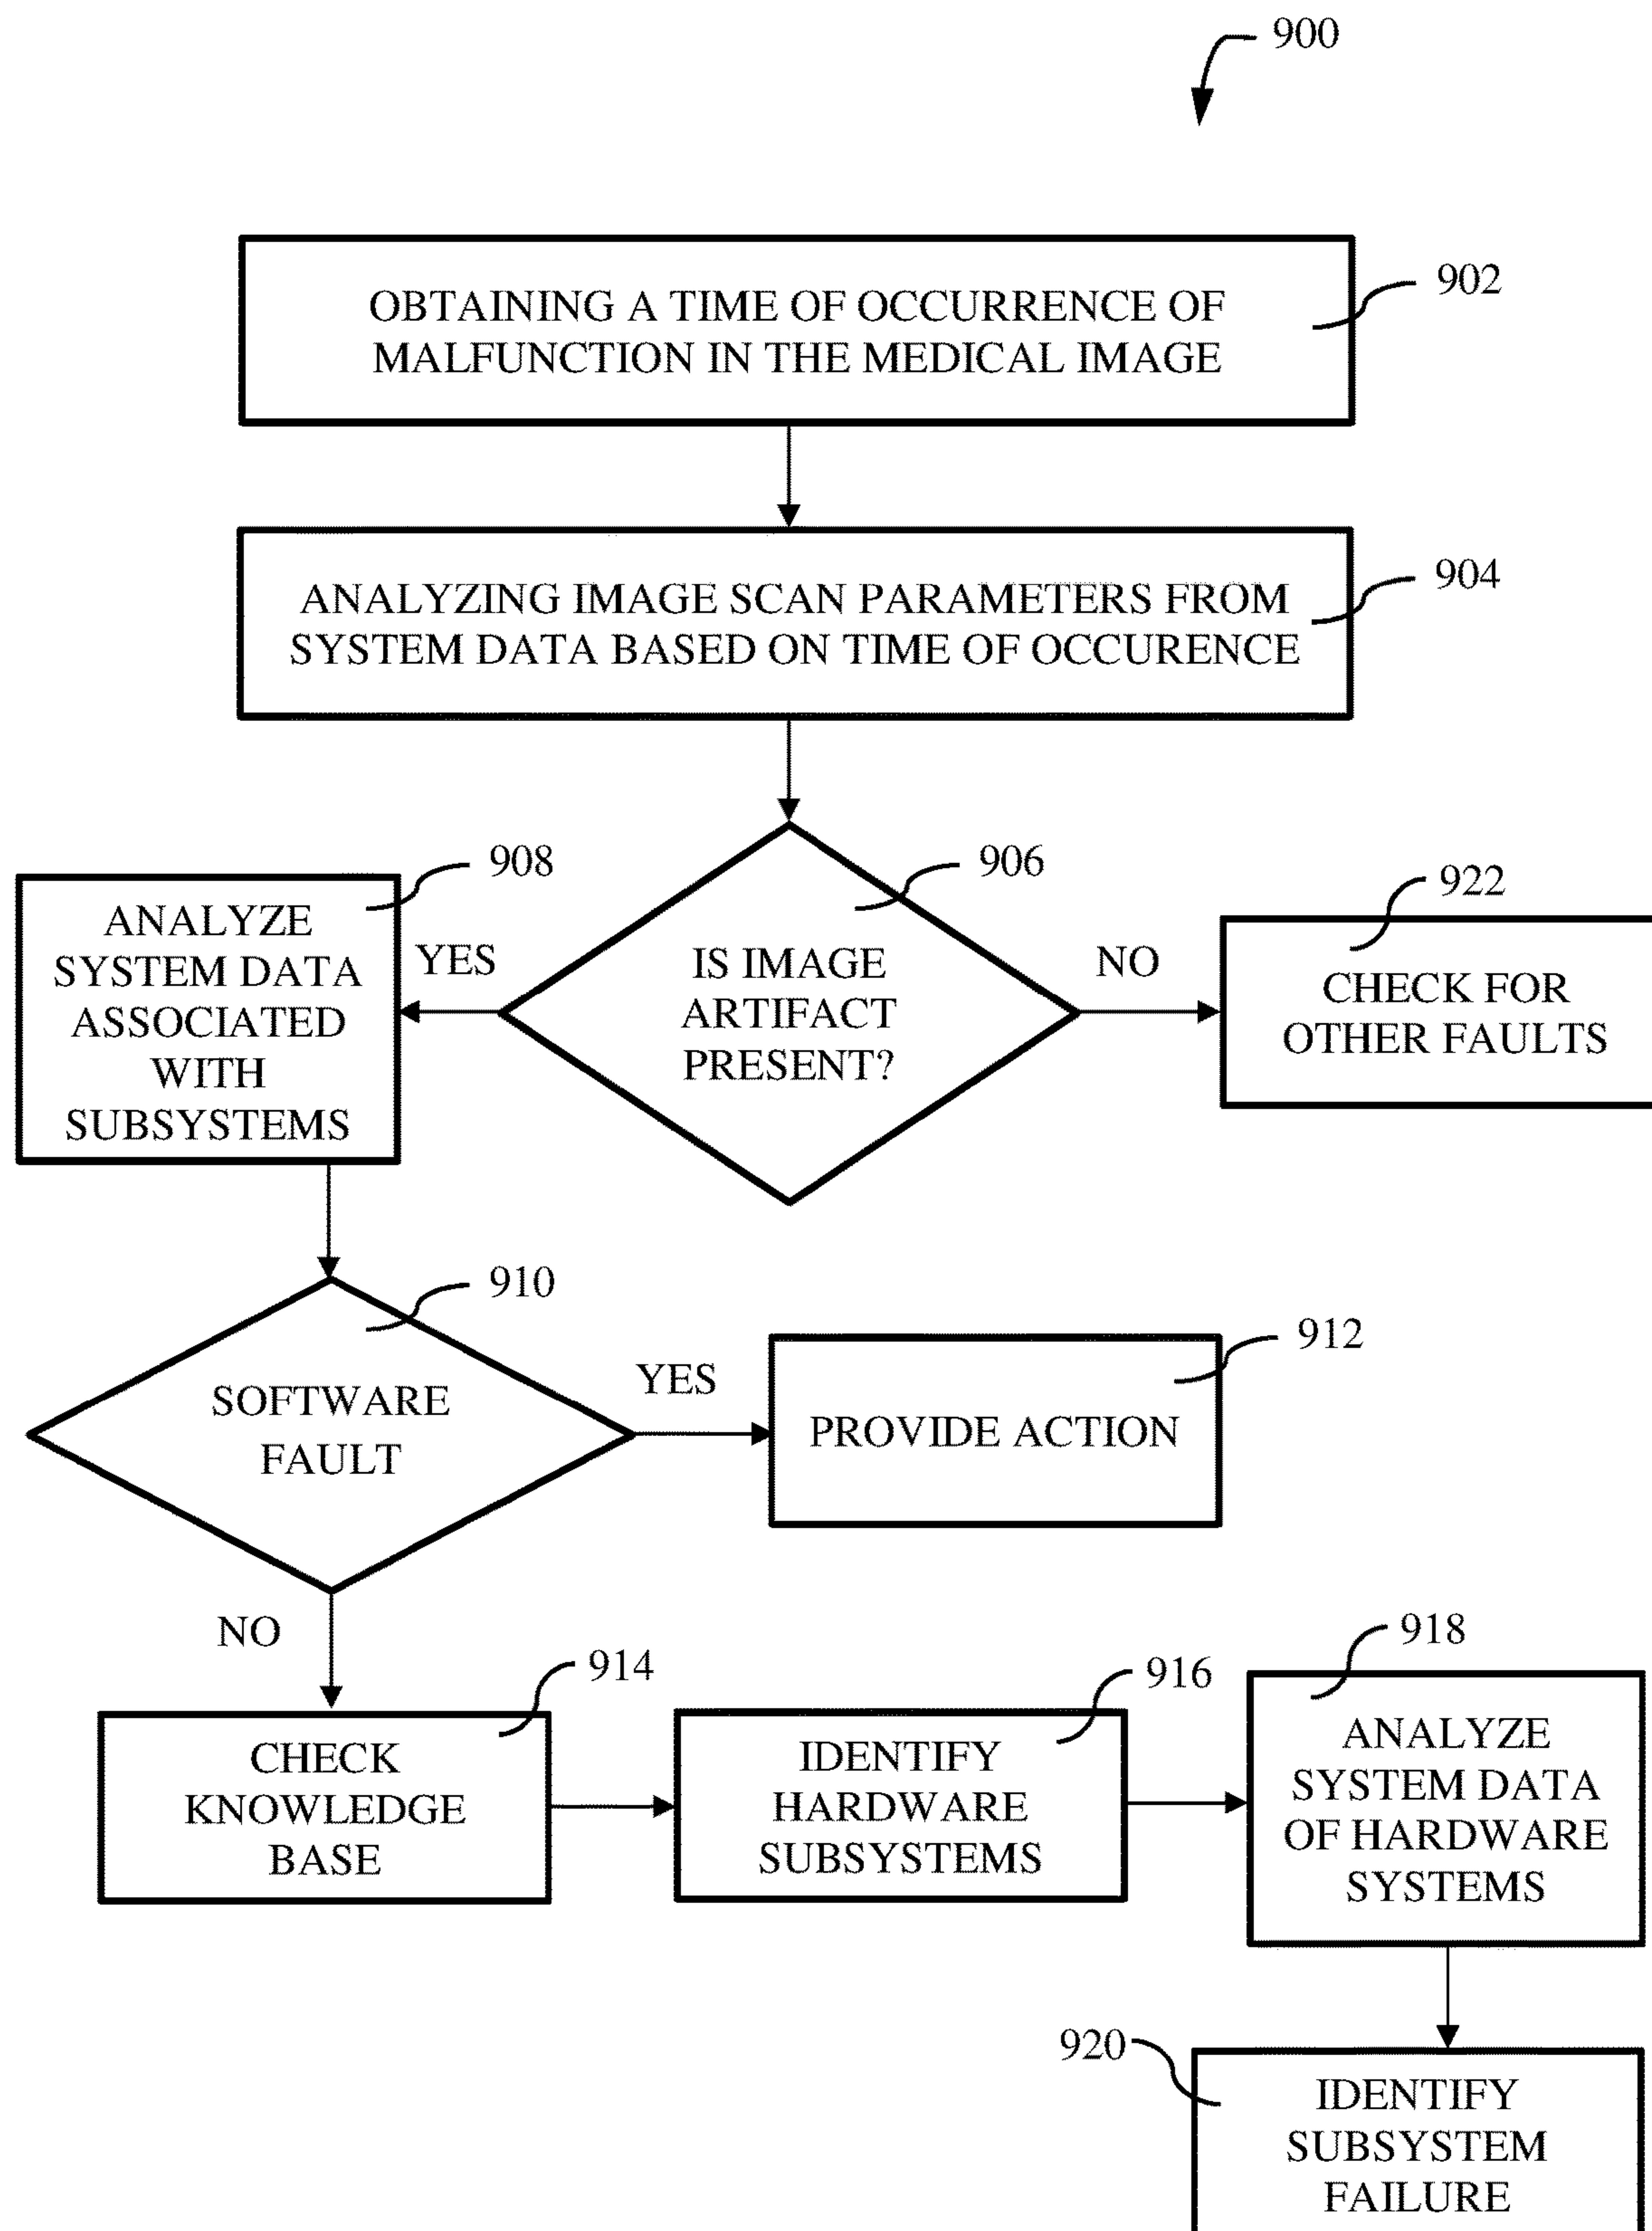 900
OBTAINING A TIME OF OCCURRENCE OF
MALFUNCTION IN THE MEDICAL IMAGE
902
ANALYZING IMAGE SCAN PARAMETERS FROM
SYSTEM DATA BASED ON TIME OF OCCURENCE
904
908
ANALYZE
SYSTEM DATA
ASSOCIATED
WITH
SUBSYSTEMS
YES
906
IS IMAGE
ARTIFACT
PRESENT?
NO
922
CHECK FOR
OTHER FAULTS
910
SOFTWARE
FAULT
YES
912
PROVIDE ACTION
NO
914
CHECK
KNOWLEDGE
BASE
916
IDENTIFY
HARDWARE
SUBSYSTEMS
918
ANALYZE
SYSTEM DATA
OF HARDWARE
SYSTEMS
920
IDENTIFY
SUBSYSTEM
FAILURE